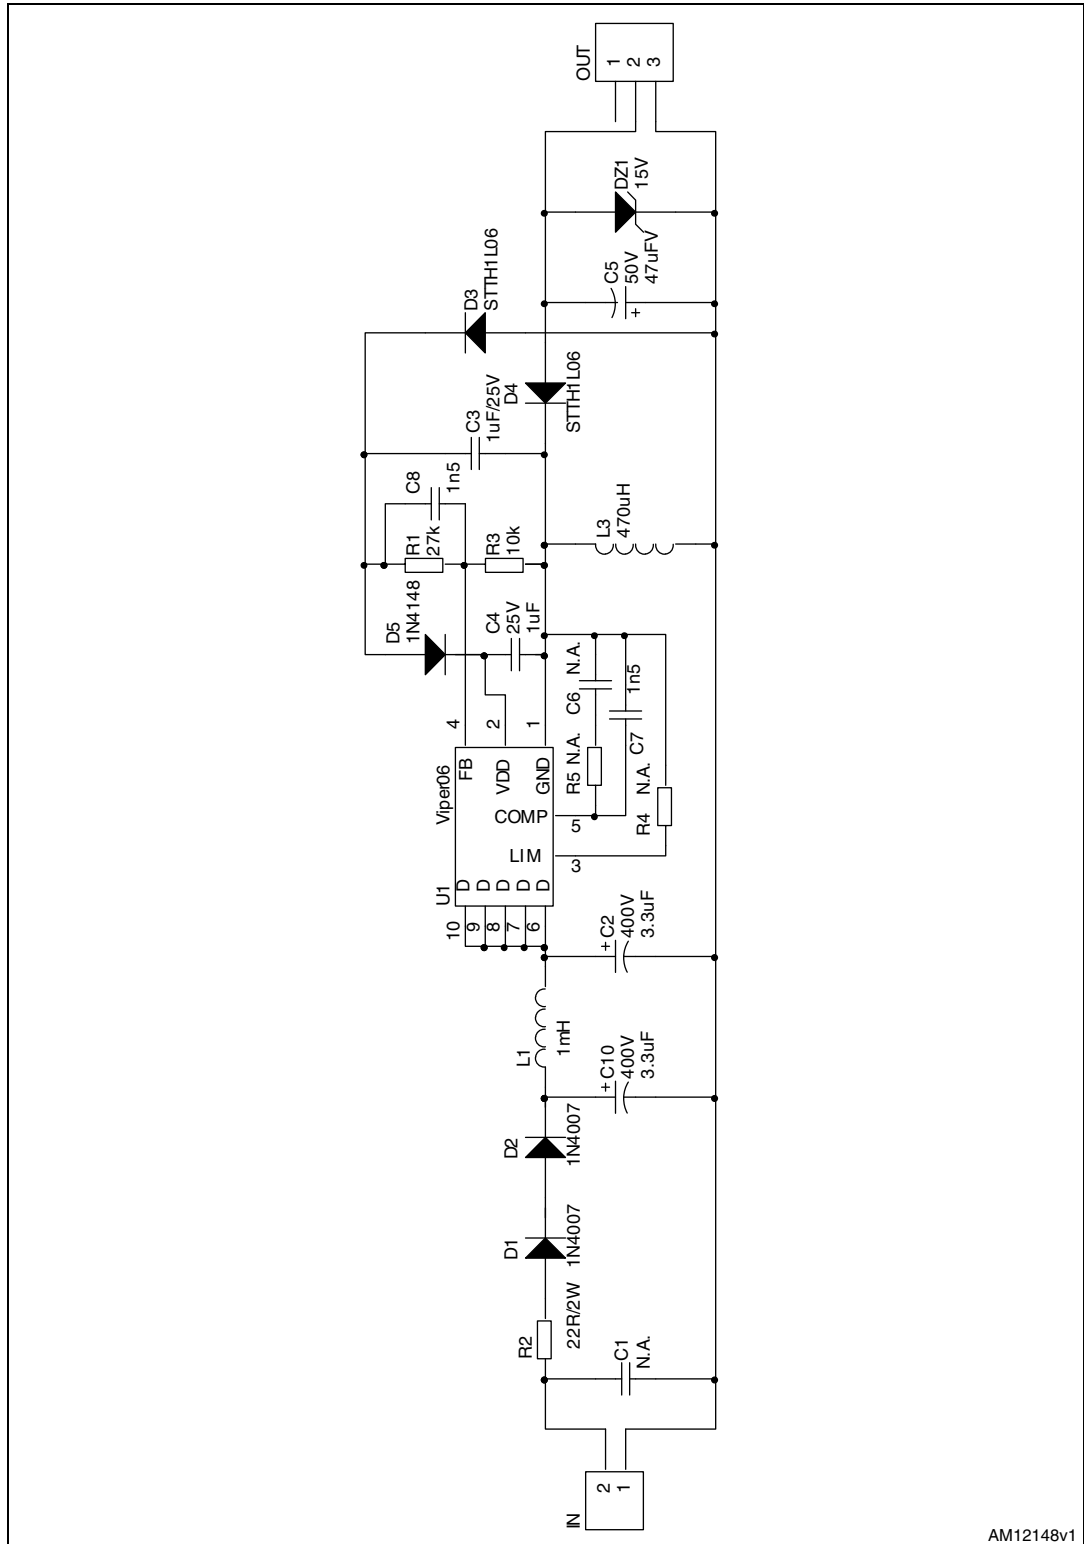 OUT
1
2
3
DZ1
15V
C5
50V
47uFV
+
D3
STTH1L06
D4
STTH1L06
C3
1uF/25V
C8
1n5
R1
27k
R3
10k
L3
470uH
D5
1N4148
C4
25V
1uF
4
2
1
C6
N.A.
1n5
C7
R5
N.A.
R4
N.A.
Viper06
FB
VDD
GND
COMP
5
LIM
3
U1
D
D
D
D
D
10
9
8
7
6
+
C2
400V
3.3uF
L1
1mH
+
C10
400V
3.3uF
D2
1N4007
D1
1N4007
R2
22R/2W
C1
N.A.
IN
2
1
AM12148v1